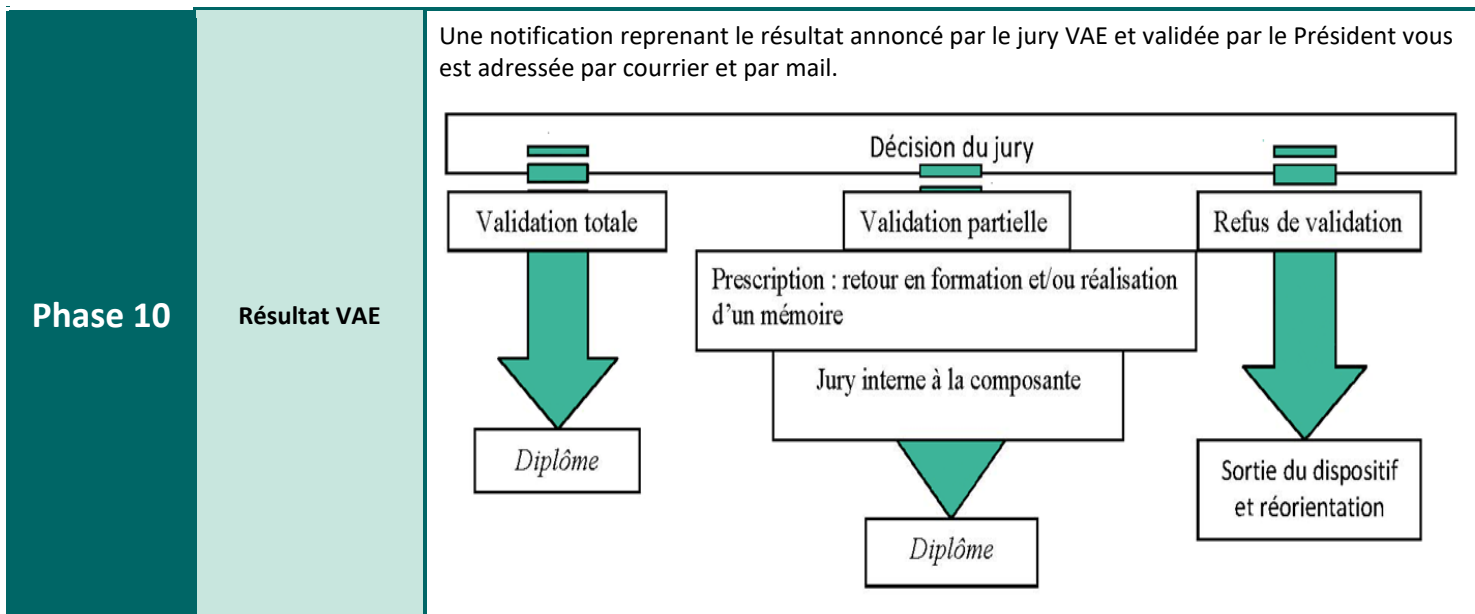 Phase 10
Résultat VAE
Une notification reprenant le résultat annoncé par le jury VAE et validée par le Président vous
est adressée par courrier et par mail.
Décision du jury
Validation totale
Validation partielle
Refus de validation
Prescription : retour en formation et/ou réalisation
d'un mémoire
Jury interne à la composante
Diplôme
Sortie du dispositif
et réorientation
Diplôme